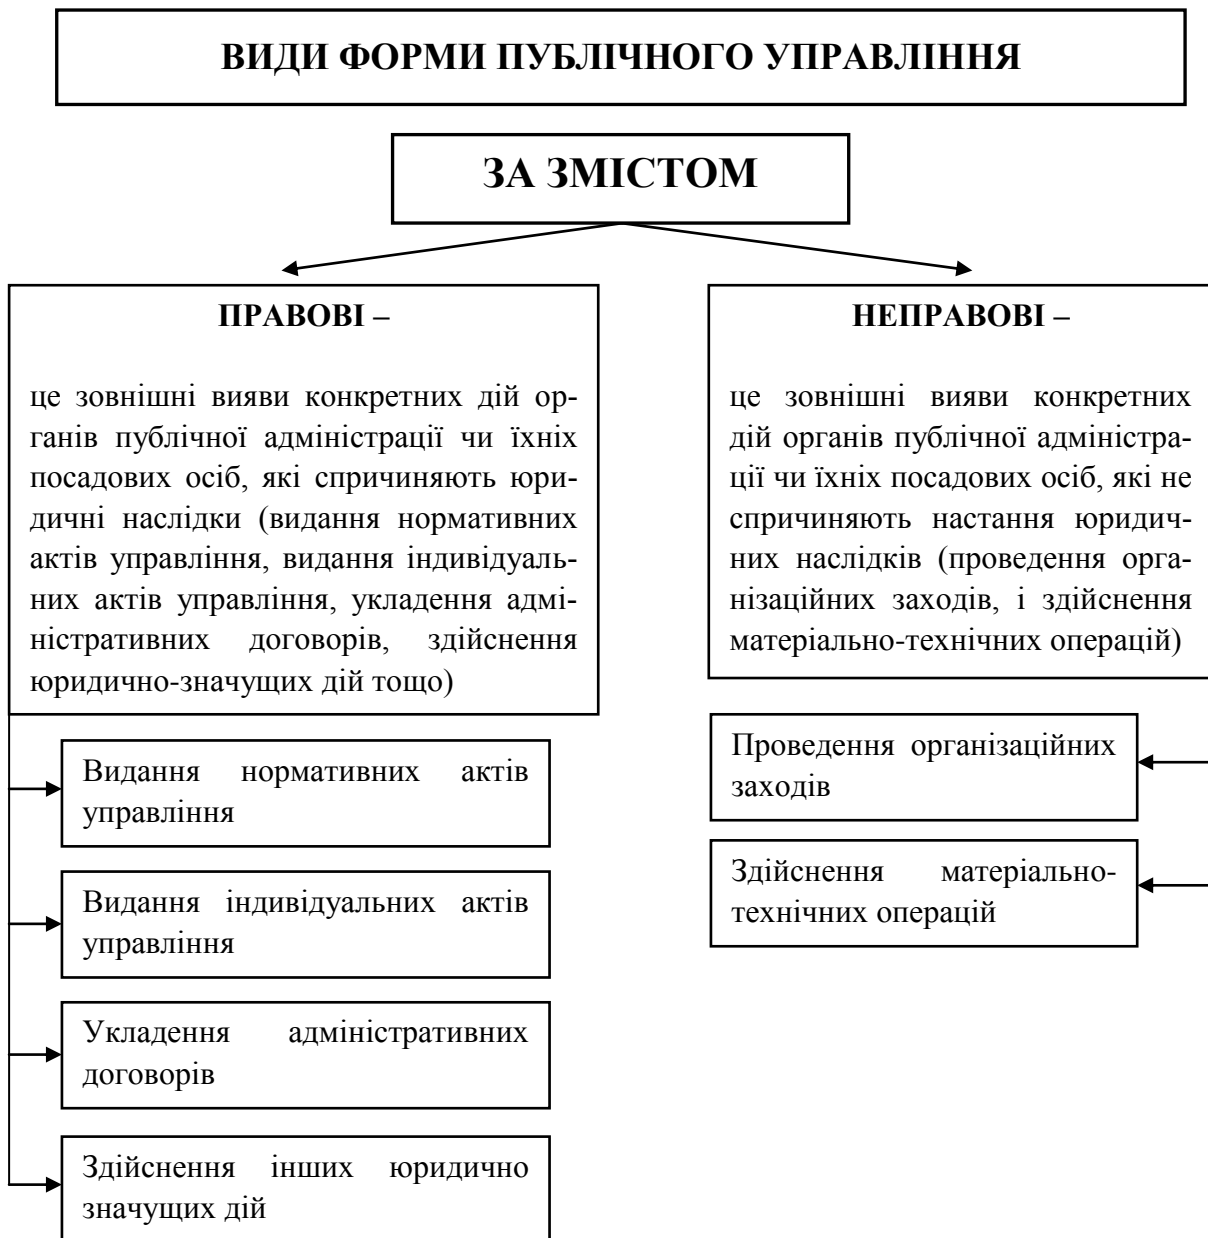 ВИДИ ФОРМИ ПУБЛІЧНОГО УПРАВЛІННЯ
ЗА ЗМІСТОМ
ПРАВОВІ –
це зовнішні вияви конкретних дій ор-
ганів публічної адміністрації чи їхніх
посадових осіб, які спричиняють юри-
дичні наслідки (видання нормативних
актів управління, видання індивідуаль-
них актів управління, укладення адмі-
ністративних договорів, здійснення
юридично-значущих дій тощо)
Видання нормативних актів
управління
Видання індивідуальних актів
управління
Укладення адміністративних
договорів
Здійснення інших юридично
значущих дій
НЕПРАВОВІ –
це зовнішні вияви конкретних
дій органів публічної адміністра-
ції чи їхніх посадових осіб, які не
спричиняють настання юридич-
них наслідків (проведення орга-
нізаційних заходів, і здійснення
матеріально-технічних операцій)
Проведення організаційних
заходів
Здійснення матеріально-
технічних операцій